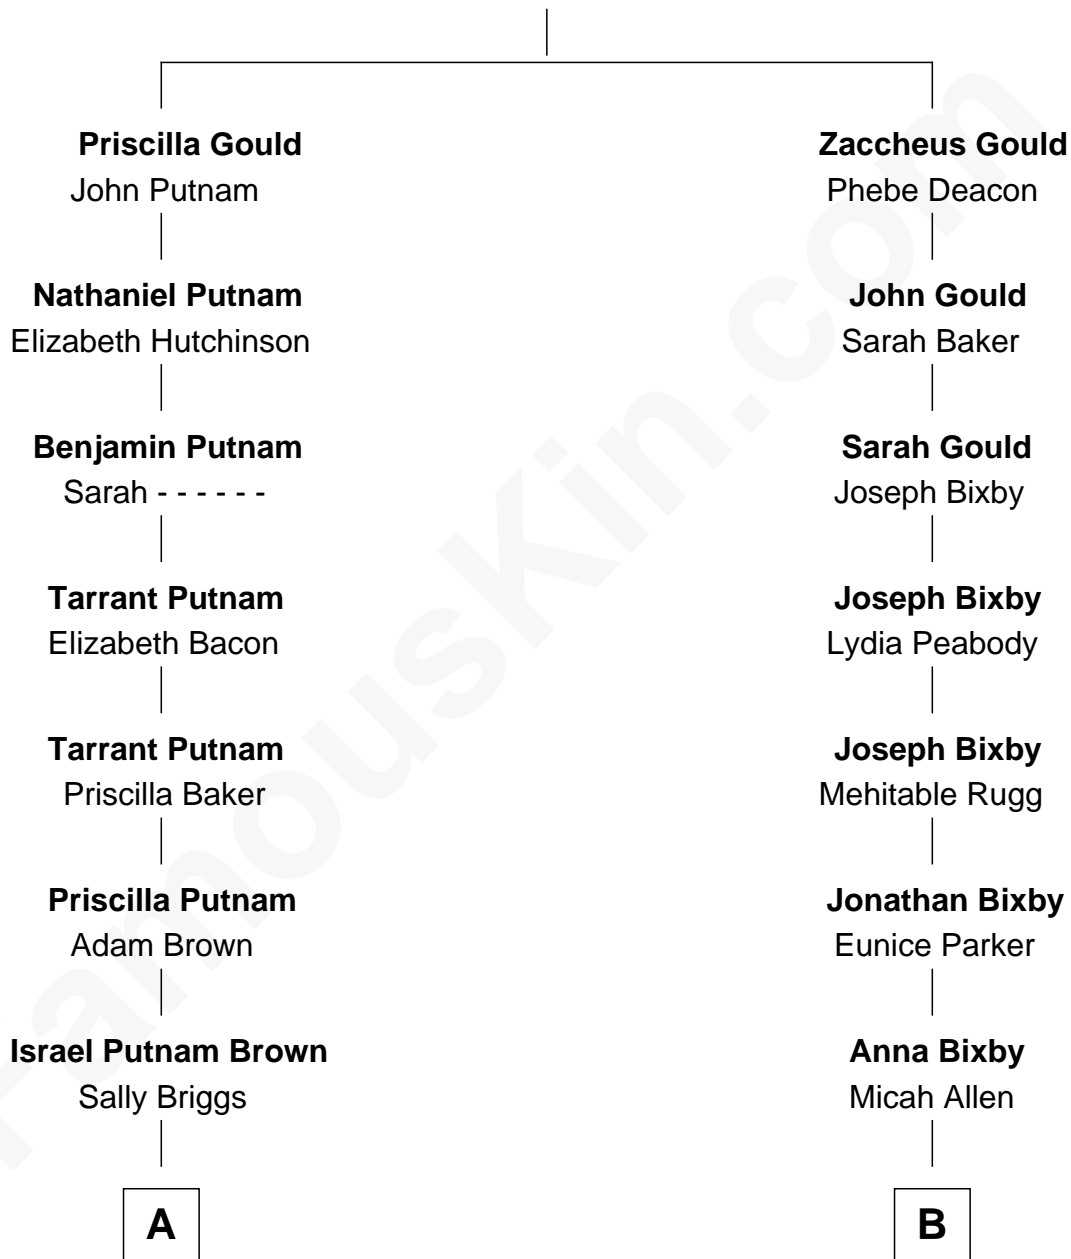 Priscilla Gould
John Putnam
Zaccheus Gould
Phebe Deacon
Nathaniel Putnam
Elizabeth Hutchinson
John Gould
Sarah Baker
Benjamin Putnam
Sarah - - - - - -
Sarah Gould
Joseph Bixby
Tarrant Putnam
Elizabeth Bacon
Joseph Bixby
Lydia Peabody
Tarrant Putnam
Priscilla Baker
Joseph Bixby
Mehitable Rugg
Priscilla Putnam
Adam Brown
Jonathan Bixby
Eunice Parker
Israel Putnam Brown
Sally Briggs
Anna Bixby
Micah Allen
A
B
FamousKin.com